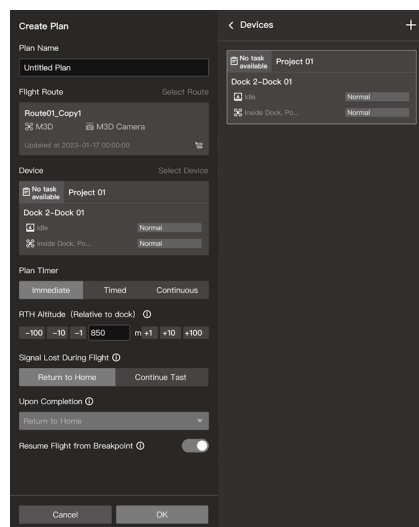 Create Plan
Plan Name
Untitled Plan
Flight Route
Select Route
Route01_Copy1
M3D
M3D Camera
Updated at 2023-01-17 00:00:00
Device
Select Device
No task available
Project 01
Dock 2-Dock 01
Idle
Normal
Inside Dock, Po...
Normal
Plan Timer
Immediate
Timed
Continuous
RTH Altitude (Relative to dock)
-100 -10 -1 850 m +1 +10 +100
Signal Lost During Flight
Return to Home
Continue Tast
Upon Completion
Return to Home
Resume Flight from Breakpoint
Cancel
OK
Devices
No task available
Project 01
Dock 2-Dock 01
Idle
Normal
Inside Dock, Po...
Normal